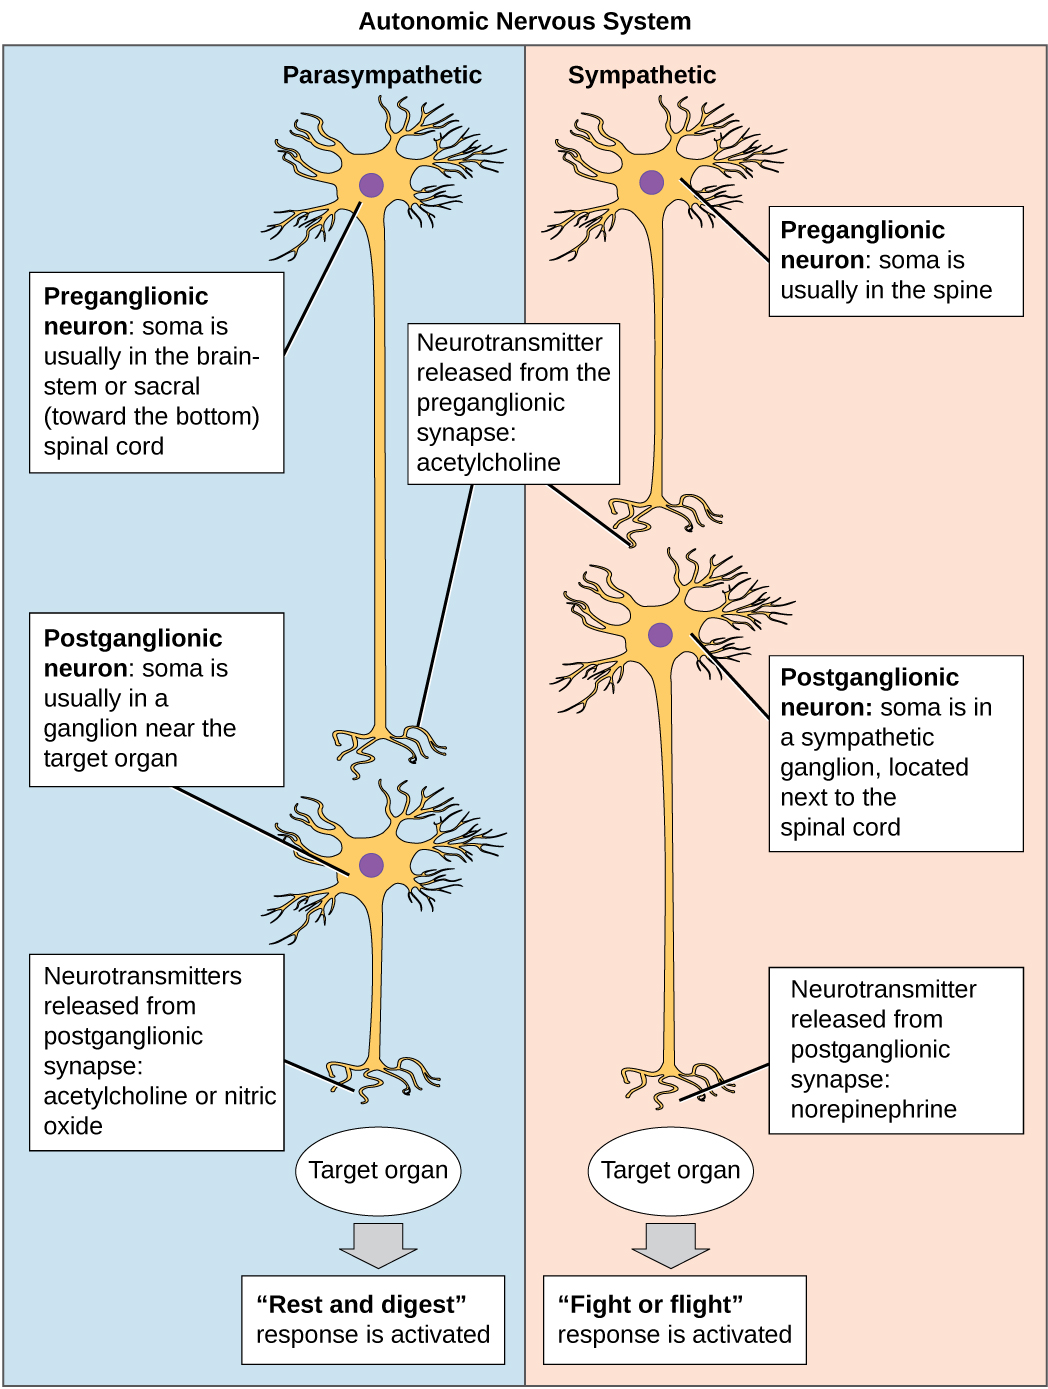 Autonomic Nervous System
Parasympathetic
Sympathetic
Preganglionic
neuron: soma is
usually in the brain-
stem or sacral
(toward the bottom)
spinal cord
Preganglionic
neuron: soma is
usually in the spine
Neurotransmitter
released from the
preganglionic
synapse:
acetylcholine
Postganglionic
neuron: soma is
usually in a
ganglion near the
target organ
Postganglionic
neuron: soma is in
a sympathetic
ganglion, located
next to the
spinal cord
Neurotransmitters
released from
postganglionic
synapse:
acetylcholine or nitric
oxide
Neurotransmitter
released from
postganglionic
synapse:
norepinephrine
Target organ
Target organ
“Rest and digest”
response is activated
“Fight or flight”
response is activated